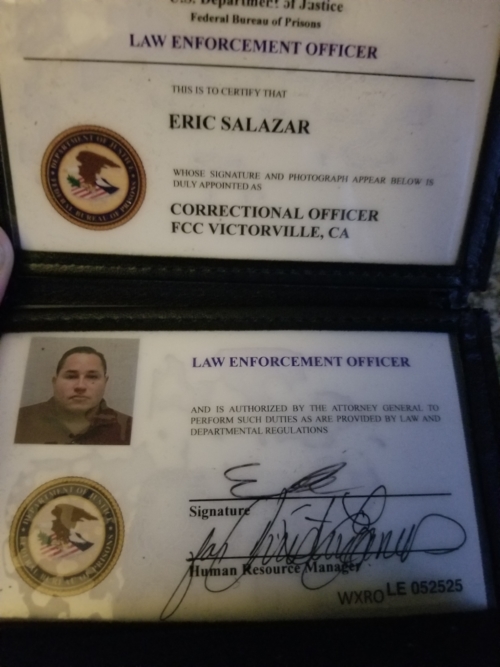 U.S. Department of Justice
Federal Bureau of Prisons
LAW ENFORCEMENT OFFICER
THIS IS TO CERTIFY THAT
ERIC SALAZAR
WHOSE SIGNATURE AND PHOTOGRAPH APPEAR BELOW IS
DULY APPOINTED AS
CORRECTIONAL OFFICER
FCC VICTORVILLE, CA
LAW ENFORCEMENT OFFICER
AND IS AUTHORIZED BY THE ATTORNEY GENERAL TO
PERFORM SUCH DUTIES AS ARE PROVIDED BY LAW AND
DEPARTMENTAL REGULATIONS
Signature
Human Resource Manager
WXRO LE 052525